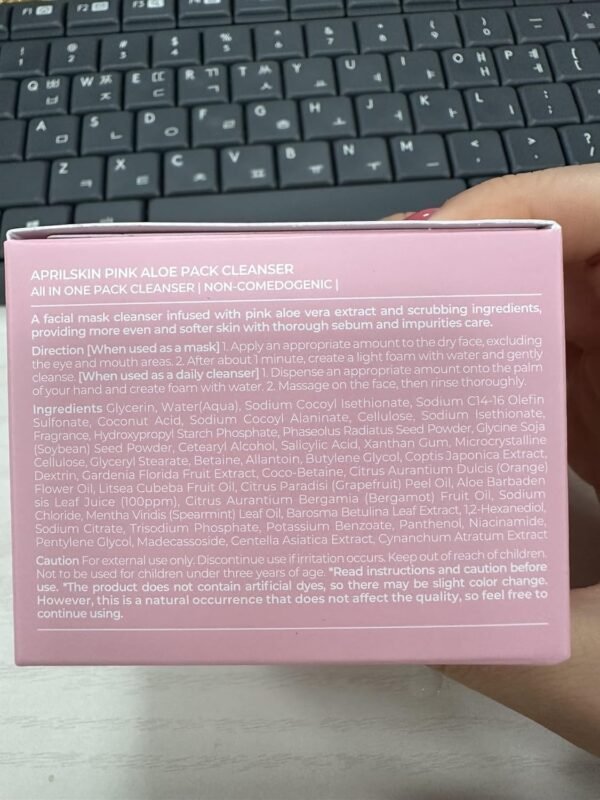 F1 F2 F3 F4
! 1 @ 2 # 3 $ 4 % 5 ^ 6 & 7 * 8 ( 9 ) 0
Q ㅂ W ㅈ E ㄷ R ㄱ T ㅅ Y ㅛ U ㅕ I ㅑ O ㅐ P ㅔ
A ㅁ S ㄴ D ㅇ F ㄹ G ㅎ H ㅗ J ㅓ K ㅏ L ㅣ
Z ㅋ X ㅌ C ㅊ V ㅍ B ㅠ N ㅜ M ㅡ < , > . ? /
APRILSKIN PINK ALOE PACK CLEANSER
All IN ONE PACK CLEANSER | NON-COMEDOGENIC |
A facial mask cleanser infused with pink aloe vera extract and scrubbing ingredients,
providing more even and softer skin with thorough sebum and impurities care.
Direction [When used as a mask] 1. Apply an appropriate amount to the dry face, excluding
the eye and mouth areas. 2. After about 1 minute, create a light foam with water and gently
cleanse. [When used as a daily cleanser] 1. Dispense an appropriate amount onto the palm
of your hand and create foam with water. 2. Massage on the face, then rinse thoroughly.
Ingredients Glycerin, Water(Aqua), Sodium Cocoyl Isethionate, Sodium C14-16 Olefin
Sulfonate, Coconut Acid, Sodium Cocoyl Alaninate, Cellulose, Sodium Isethionate,
Fragrance, Hydroxypropyl Starch Phosphate, Phaseolus Radiatus Seed Powder, Glycine Soja
(Soybean) Seed Powder, Cetearyl Alcohol, Salicylic Acid, Xanthan Gum, Microcrystalline
Cellulose, Glyceryl Stearate, Betaine, Allantoin, Butylene Glycol, Coptis Japonica Extract,
Dextrin, Gardenia Florida Fruit Extract, Coco-Betaine, Citrus Aurantium Dulcis (Orange)
Flower Oil, Litsea Cubeba Fruit Oil, Citrus Paradisi (Grapefruit) Peel Oil, Aloe Barbaden
sis Leaf Juice (100ppm), Citrus Aurantium Bergamia (Bergamot) Fruit Oil, Sodium
Chloride, Mentha Viridis (Spearmint) Leaf Oil, Barosma Betulina Leaf Extract, 1,2-Hexanediol,
Sodium Citrate, Trisodium Phosphate, Potassium Benzoate, Panthenol, Niacinamide,
Pentylene Glycol, Madecassoside, Centella Asiatica Extract, Cynanchum Atratum Extract
Caution For external use only. Discontinue use if irritation occurs. Keep out of reach of children.
Not to be used for children under three years of age. *Read instructions and caution before
use. *The product does not contain artificial dyes, so there may be slight color change.
However, this is a natural occurrence that does not affect the quality, so feel free to
continue using.